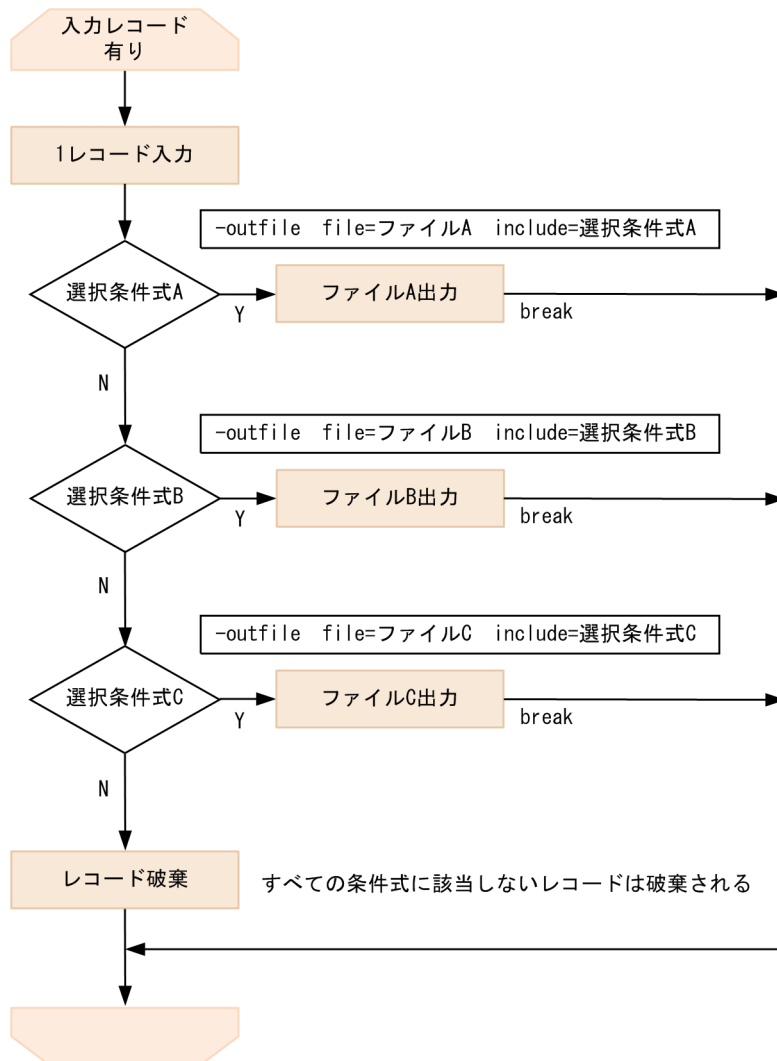 入力レコード
有り
1レコード入力
-outfile file=ファイルA include=選択条件式A
選択条件式A
Y
ファイルA出力
break
N
-outfile file=ファイルB include=選択条件式B
選択条件式B
Y
ファイルB出力
break
N
-outfile file=ファイルC include=選択条件式C
選択条件式C
Y
ファイルC出力
break
N
レコード破棄
すべての条件式に該当しないレコードは破棄される